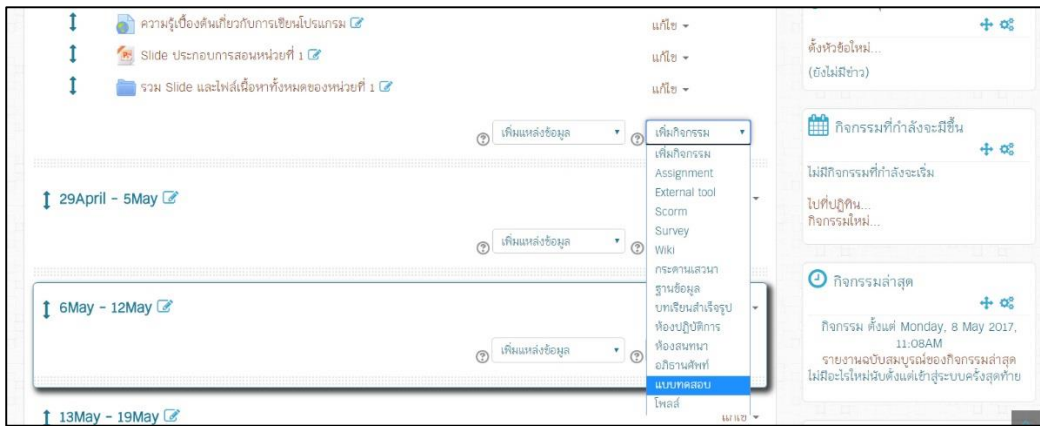 ความรู้เบื้องต้นเกี่ยวกับการเขียนโปรแกรม แก้ไข
Slide ประกอบการสอนหน่วยที่ 1 แก้ไข
รวม Slide และไฟล์เนื้อหาทั้งหมดของหน่วยที่ 1 แก้ไข
เพิ่มแหล่งข้อมูล เพิ่มกิจกรรม
เพิ่มกิจกรรม
Assignment
External tool
Scorm
Survey
Wiki
กระดานเสวนา
ฐานข้อมูล
บทเรียนสำเร็จรูป
ห้องปฏิบัติการ
ห้องสนทนา
อภิธานศัพท์
แบบทดสอบ
โพลล์
29April - 5May
เพิ่มแหล่งข้อมูล
6May - 12May
เพิ่มแหล่งข้อมูล
13May - 19May แก้ไข
ตั้งหัวข้อใหม่...
(ยังไม่มีข่าว)
กิจกรรมที่กำลังจะมีขึ้น
ไม่มีกิจกรรมที่กำลังจะเริ่ม
ไปที่ปฏิทิน...
กิจกรรมใหม่...
กิจกรรมล่าสุด
กิจกรรม ตั้งแต่ Monday, 8 May 2017,
11:08AM
รายงานฉบับสมบูรณ์ของกิจกรรมล่าสุด
ไม่มีอะไรใหม่นับตั้งแต่เข้าสู่ระบบครั้งสุดท้าย